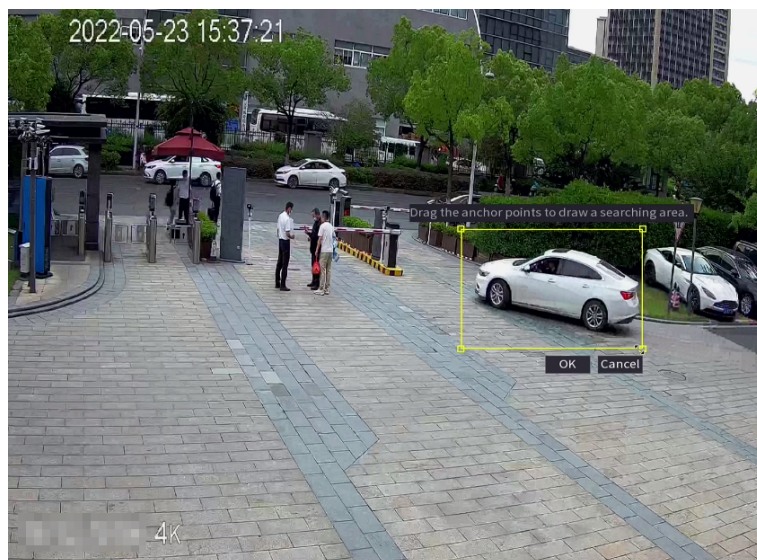 2022-05-23 15:37:21
Drag the anchor points to draw a searching area.
OK
Cancel
4K